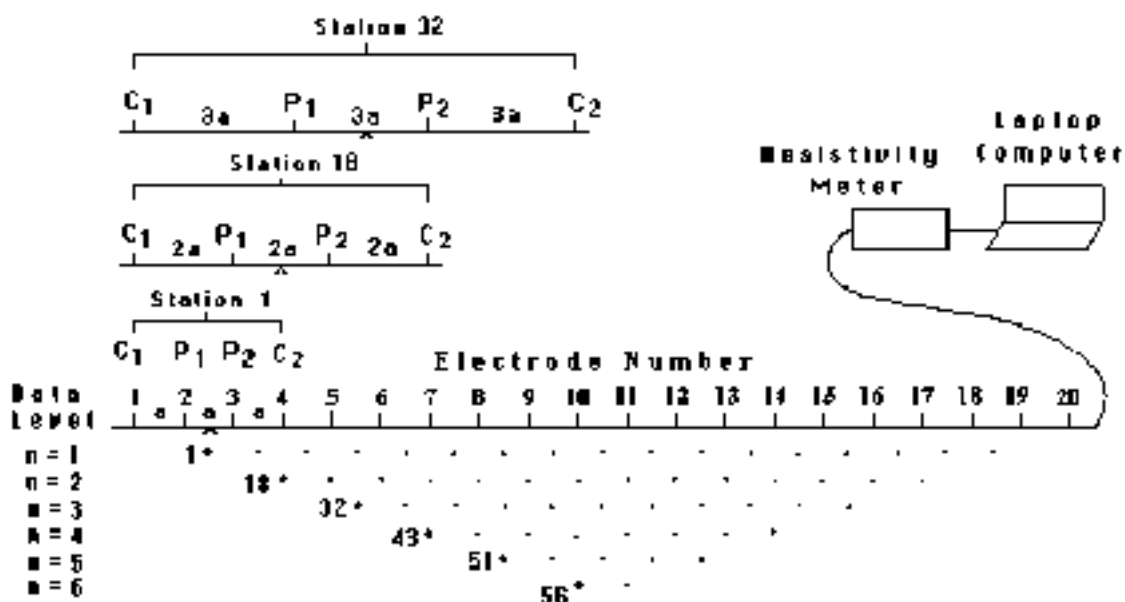 Station 32
C1 3a P1 3a P2 3a C2
Station 18
C1 2a P1 2a P2 2a C2
Station 1
C1 P1 P2 C2
Laptop
Computer
Resistivity
Meter
Electrode Number
Data
Level
1 2 3 4 5 6 7 8 9 10 11 12 13 14 15 16 17 18 19 20
a a a
n = 1 1
n = 2 18
n = 3 32
n = 4 43
n = 5 51
n = 6 56